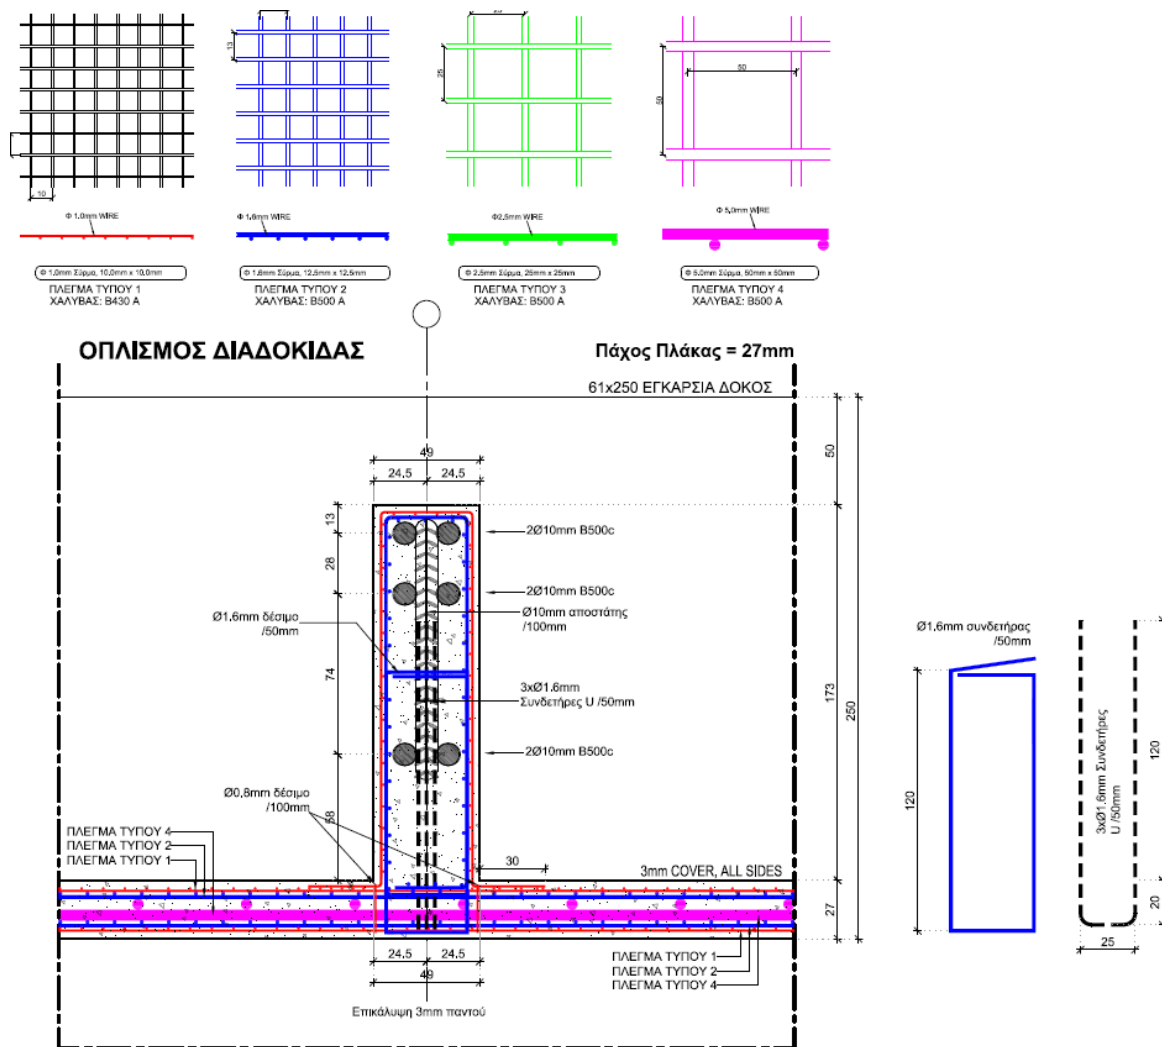 13
25
50
50
10
Φ 1.0mm WIRE
Φ 1.6mm WIRE
Φ2.5mm WIRE
Φ 5.0mm WIRE
Φ 1.0mm Σύρμα, 10.0mm x 10.0mm
Φ 1.6mm Σύρμα, 12.5mm x 12.5mm
Φ 2.5mm Σύρμα, 25mm x 25mm
Φ 5.0mm Σύρμα, 50mm x 50mm
ΠΛΕΓΜΑ ΤΥΠΟΥ 1
ΧΑΛΥΒΑΣ: Β430 Α
ΠΛΕΓΜΑ ΤΥΠΟΥ 2
ΧΑΛΥΒΑΣ: Β500 Α
ΠΛΕΓΜΑ ΤΥΠΟΥ 3
ΧΑΛΥΒΑΣ: Β500 Α
ΠΛΕΓΜΑ ΤΥΠΟΥ 4
ΧΑΛΥΒΑΣ: Β500 Α
ΟΠΛΙΣΜΟΣ ΔΙΑΔΟΚΙΔΑΣ
Πάχος Πλάκας = 27mm
61x250 ΕΓΚΑΡΣΙΑ ΔΟΚΟΣ
49
24.5 24.5
50
13
28
74
58
173
250
27
2Ø10mm B500c
2Ø10mm B500c
Ø10mm αποστάτης
/100mm
Ø1.6mm δέσιμο
/50mm
3xØ1.6mm
Συνδετήρες U /50mm
2Ø10mm B500c
Ø0,8mm δέσιμο
/100mm
ΠΛΕΓΜΑ ΤΥΠΟΥ 4
ΠΛΕΓΜΑ ΤΥΠΟΥ 2
ΠΛΕΓΜΑ ΤΥΠΟΥ 1
30
3mm COVER, ALL SIDES
24.5 24.5
49
ΠΛΕΓΜΑ ΤΥΠΟΥ 1
ΠΛΕΓΜΑ ΤΥΠΟΥ 2
ΠΛΕΓΜΑ ΤΥΠΟΥ 4
Επικάλυψη 3mm παντού
Ø1,6mm συνδετήρας
/50mm
120
3xØ1.6mm Συνδετήρες
U /50mm
120
20
25